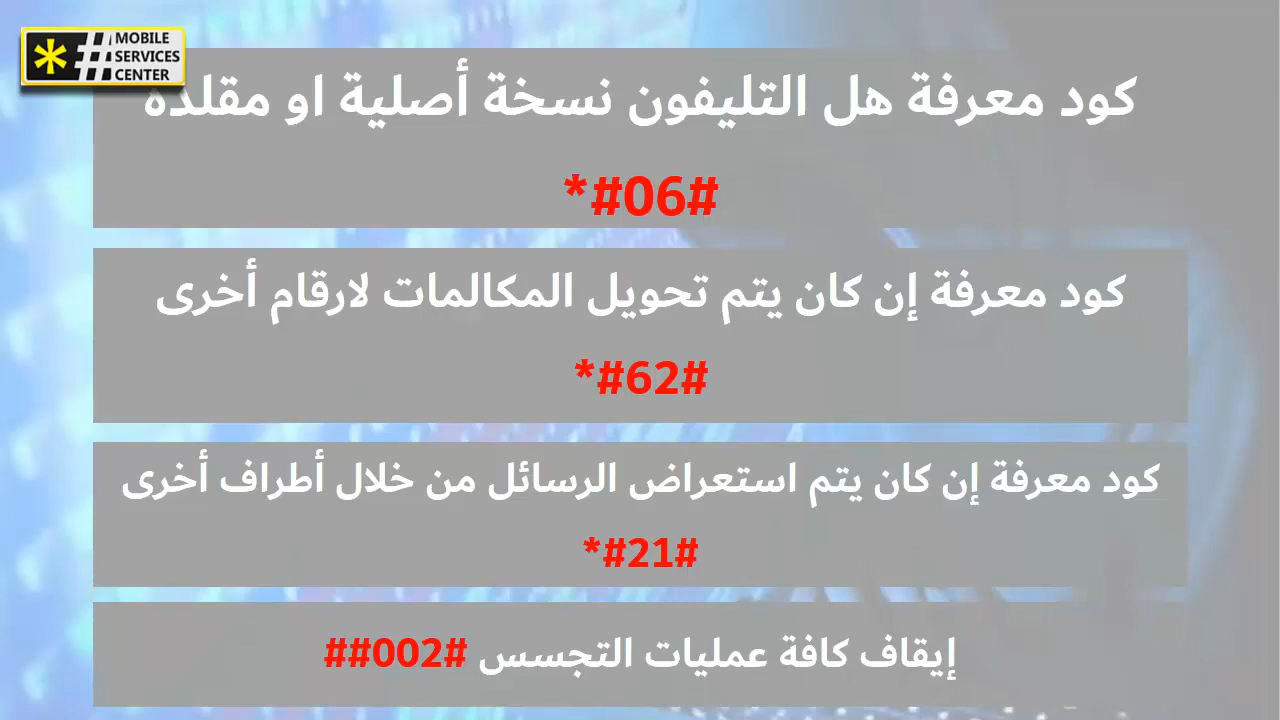 MOBILE
SERVICES
CENTER
كود معرفة هل التليفون نسخة أصلية او مقلده
*#06#
كود معرفة إن كان يتم تحويل المكالمات لارقام أخرى
*#62#
كود معرفة إن كان يتم استعراض الرسائل من خلال أطراف أخرى
*#21#
إيقاف كافة عمليات التجسس ##002#